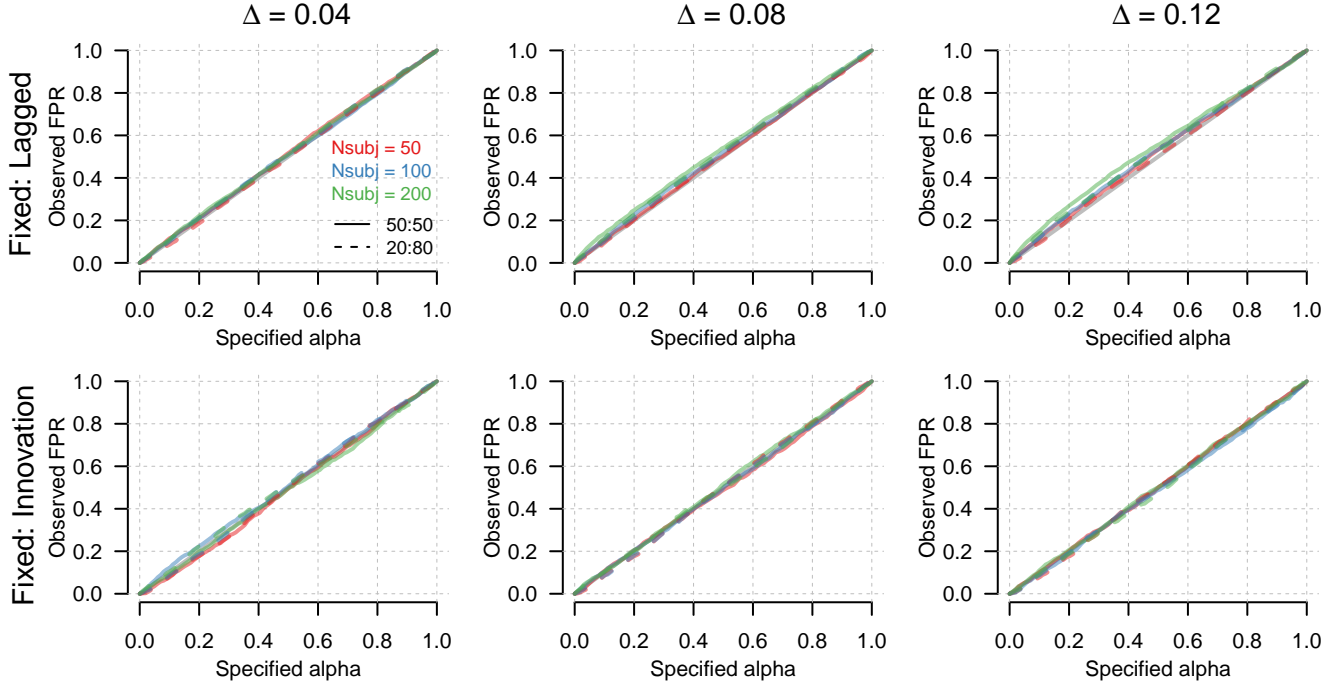 Δ = 0.04
Δ = 0.08
Δ = 0.12
Fixed: Lagged
Observed FPR
1.0
0.8
0.6
0.4
0.2
0.0
Nsubj = 50
Nsubj = 100
Nsubj = 200
50:50
20:80
0.0 0.2 0.4 0.6 0.8 1.0
Specified alpha
Observed FPR
1.0
0.8
0.6
0.4
0.2
0.0
0.0 0.2 0.4 0.6 0.8 1.0
Specified alpha
Observed FPR
1.0
0.8
0.6
0.4
0.2
0.0
0.0 0.2 0.4 0.6 0.8 1.0
Specified alpha
Fixed: Innovation
Observed FPR
1.0
0.8
0.6
0.4
0.2
0.0
0.0 0.2 0.4 0.6 0.8 1.0
Specified alpha
Observed FPR
1.0
0.8
0.6
0.4
0.2
0.0
0.0 0.2 0.4 0.6 0.8 1.0
Specified alpha
Observed FPR
1.0
0.8
0.6
0.4
0.2
0.0
0.0 0.2 0.4 0.6 0.8 1.0
Specified alpha